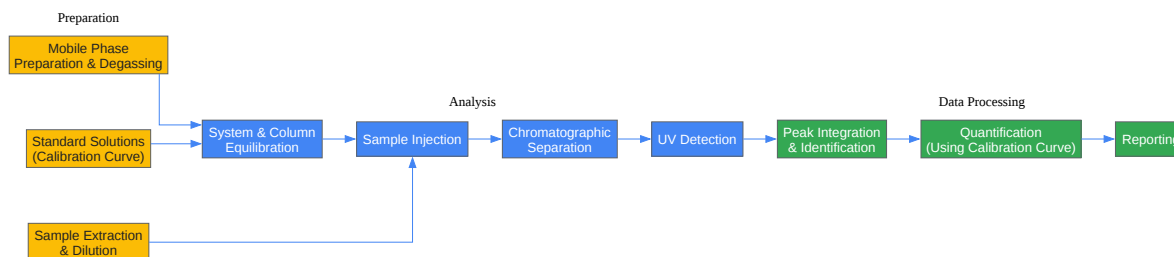 Preparation
Mobile Phase
Preparation & Degassing
Analysis
Data Processing
Standard Solutions
(Calibration Curve)
System & Column
Equilibration
Sample Injection
Chromatographic
Separation
UV Detection
Peak Integration
& Identification
Quantification
(Using Calibration Curve)
Reporting
Sample Extraction
& Dilution